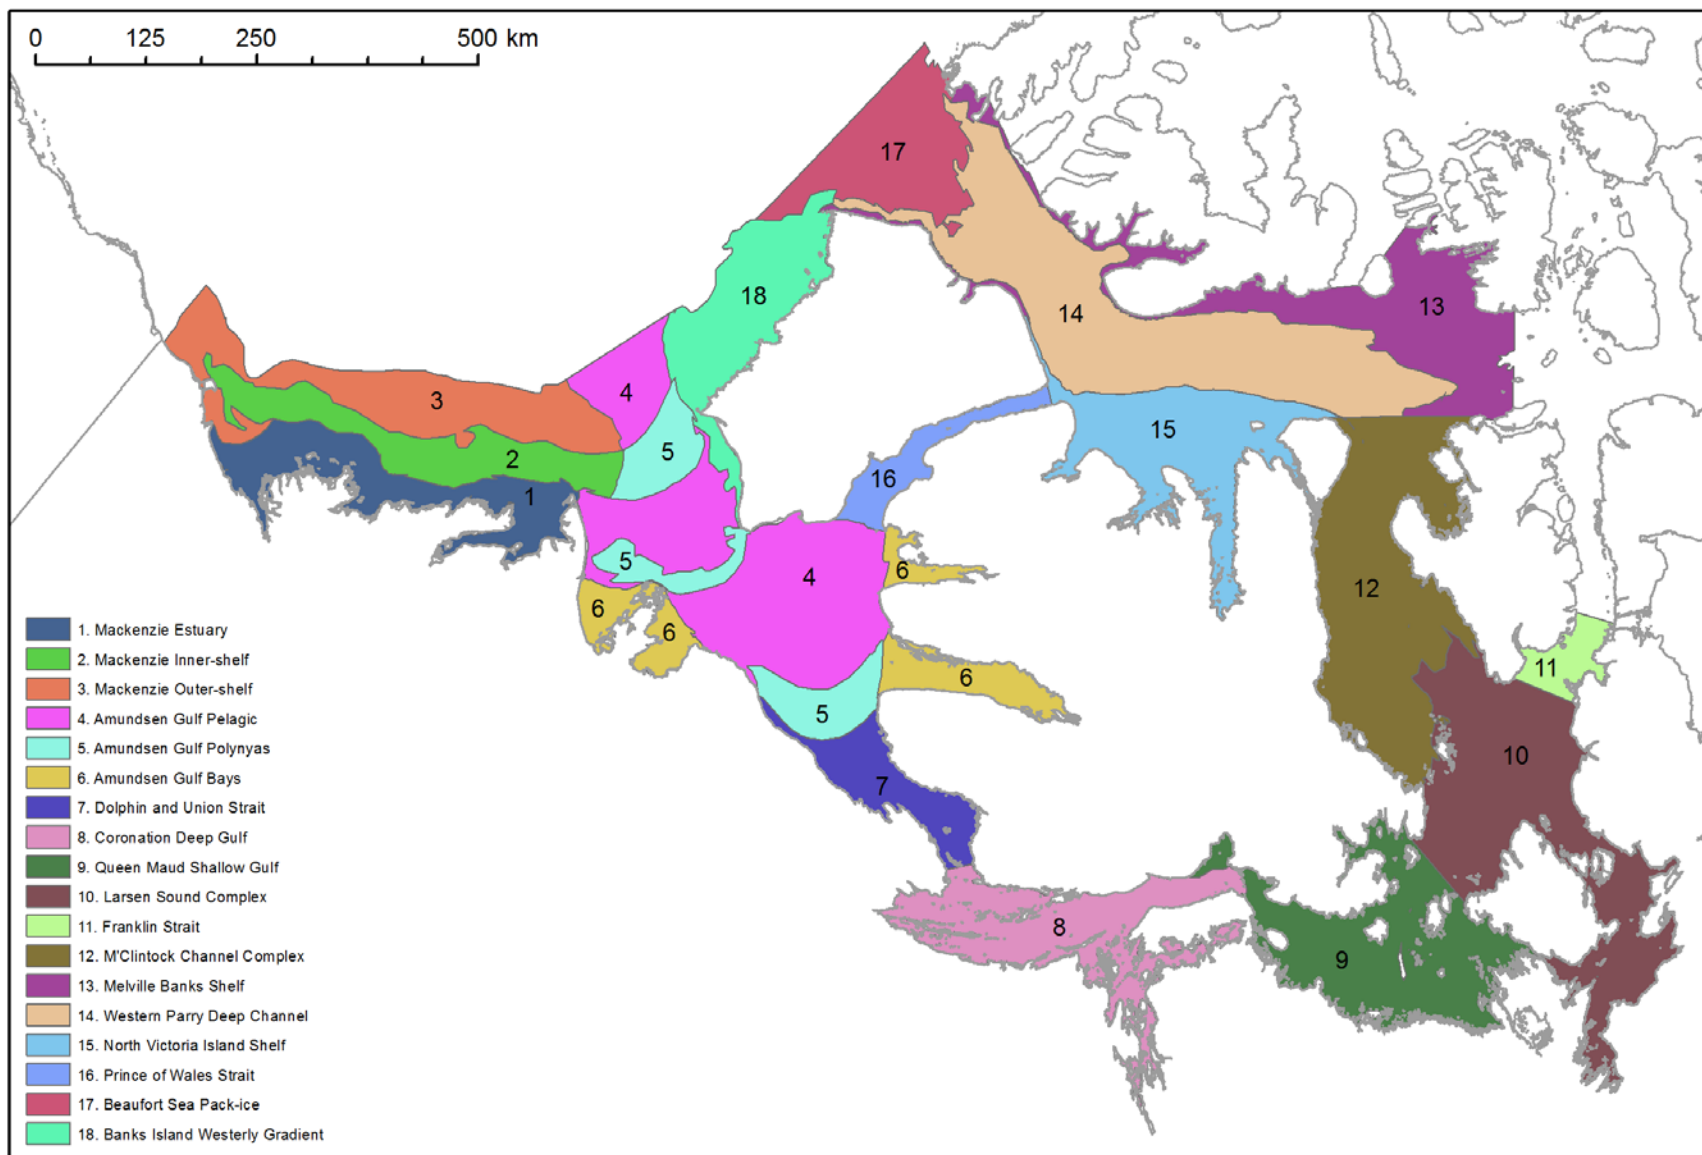 0 125 250 500 km
17
18
14
13
4
3
5
15
2
16
1
5
4
6
12
6
6
11
6
5
10
7
8
9
1. Mackenzie Estuary
2. Mackenzie Inner-shelf
3. Mackenzie Outer-shelf
4. Amundsen Gulf Pelagic
5. Amundsen Gulf Polynyas
6. Amundsen Gulf Bays
7. Dolphin and Union Strait
8. Coronation Deep Gulf
9. Queen Maud Shallow Gulf
10. Larsen Sound Complex
11. Franklin Strait
12. M'Clintock Channel Complex
13. Melville Banks Shelf
14. Western Parry Deep Channel
15. North Victoria Island Shelf
16. Prince of Wales Strait
17. Beaufort Sea Pack-ice
18. Banks Island Westerly Gradient